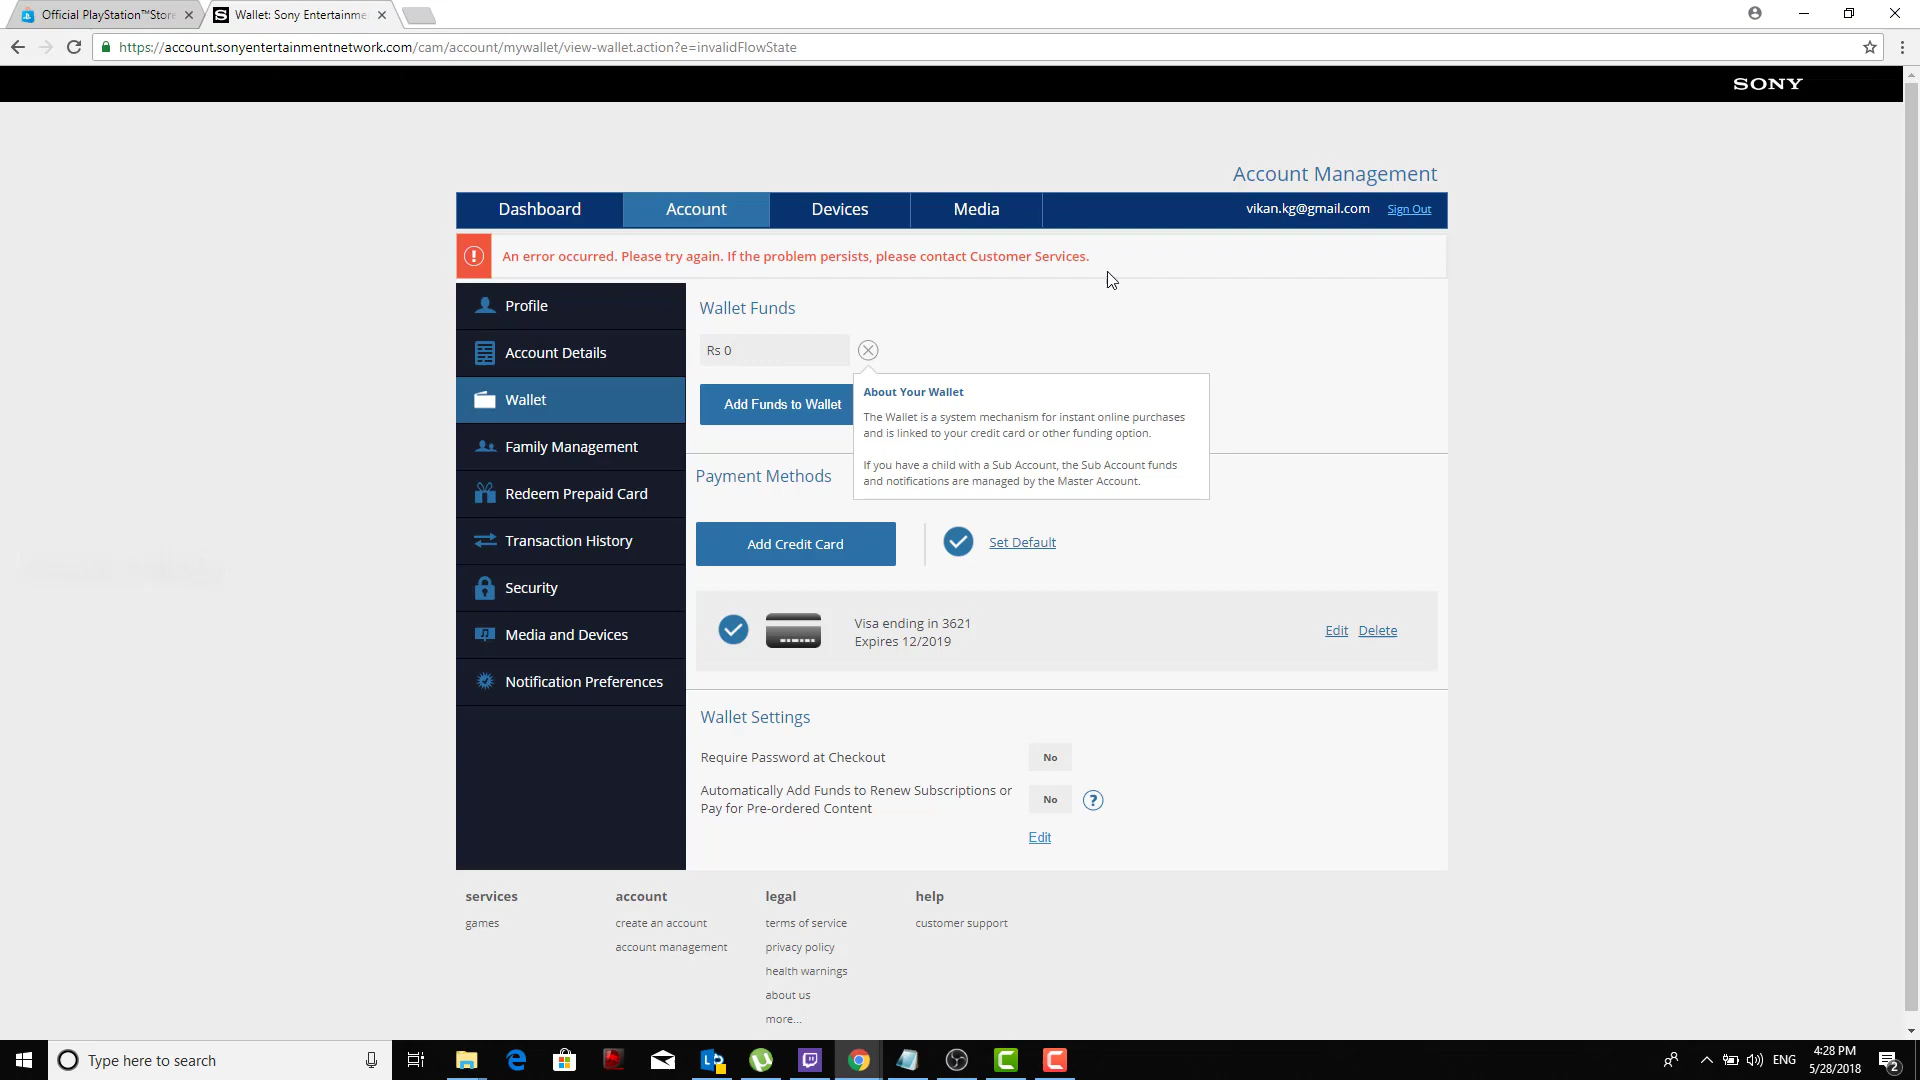 Official PlayStation™Store
Wallet: Sony Entertainme
https://account.sonyentertainmentnetwork.com/cam/account/mywallet/view-wallet.action?e=invalidFlowState
SONY
Account Management
Dashboard
Account
Devices
Media
vikan.kg@gmail.com
Sign Out
An error occurred. Please try again. If the problem persists, please contact Customer Services.
Profile
Account Details
Wallet
Family Management
Redeem Prepaid Card
Transaction History
Security
Media and Devices
Notification Preferences
Wallet Funds
Rs 0
Add Funds to Wallet
About Your Wallet
The Wallet is a system mechanism for instant online purchases
and is linked to your credit card or other funding option.
If you have a child with a Sub Account, the Sub Account funds
and notifications are managed by the Master Account.
Payment Methods
Add Credit Card
Set Default
Visa ending in 3621
Expires 12/2019
Edit
Delete
Wallet Settings
Require Password at Checkout
No
Automatically Add Funds to Renew Subscriptions or
Pay for Pre-ordered Content
No
?
Edit
services
games
account
create an account
account management
legal
terms of service
privacy policy
health warnings
about us
more...
help
customer support
Type here to search
ENG
4:28 PM
5/28/2018
2